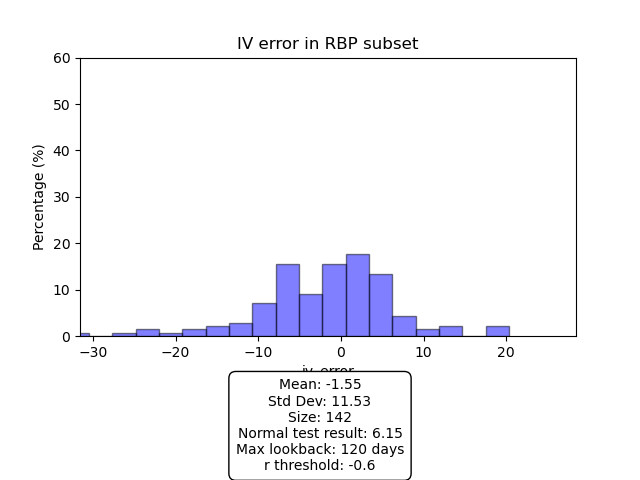 IV error in RBP subset
60
50
40
30
20
10
0
Percentage (%)
−30
−20
−10
0
10
20
iv_error
Mean: -1.55
Std Dev: 11.53
Size: 142
Normal test result: 6.15
Max lookback: 120 days
r threshold: -0.6